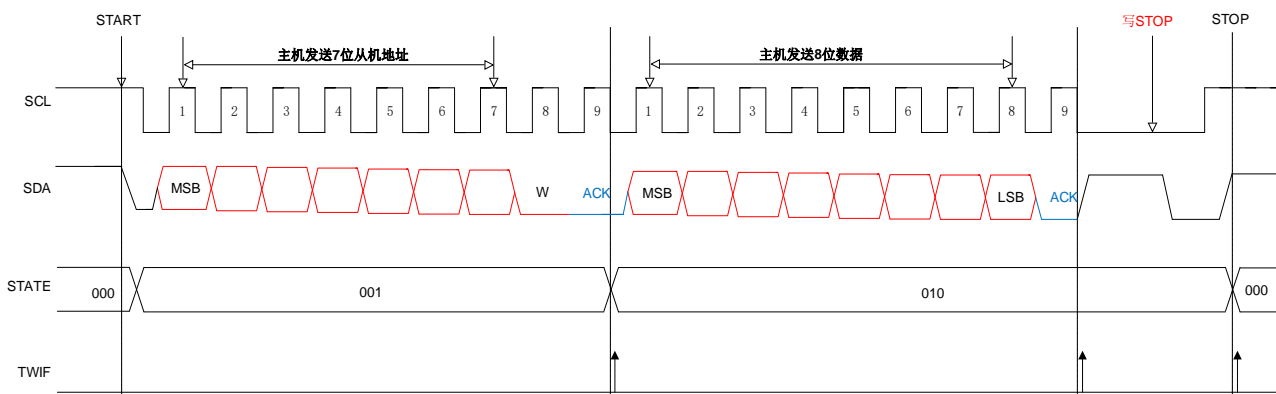 START 写STOP STOP
主机发送7位从机地址 主机发送8位数据
SCL 1 2 3 4 5 6 7 8 9 1 2 3 4 5 6 7 8 9
SDA MSB W ACK MSB LSB ACK
STATE 000 001 010 000
TWIF